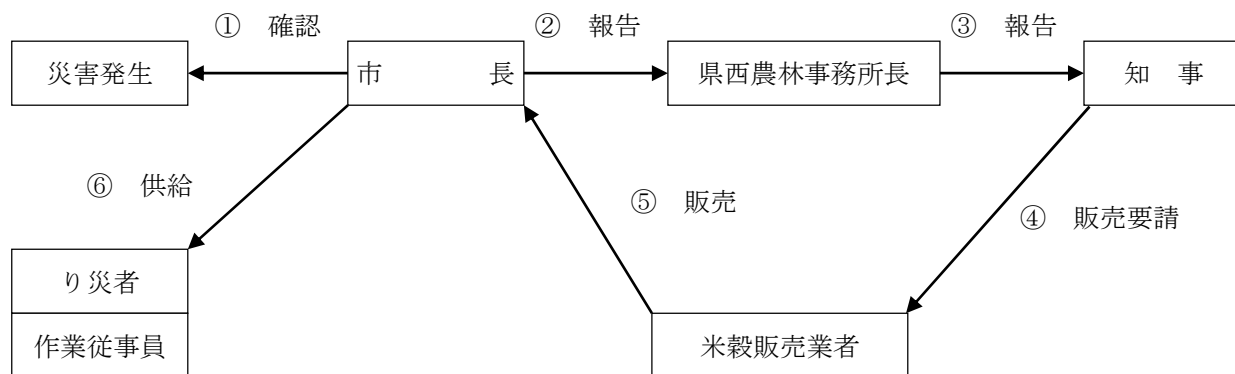 ① 確認
② 報告
③ 報告
災害発生
市 長
県西農林事務所長
知 事
⑥ 供給
⑤ 販売
④ 販売要請
り災者
作業従事員
米穀販売業者